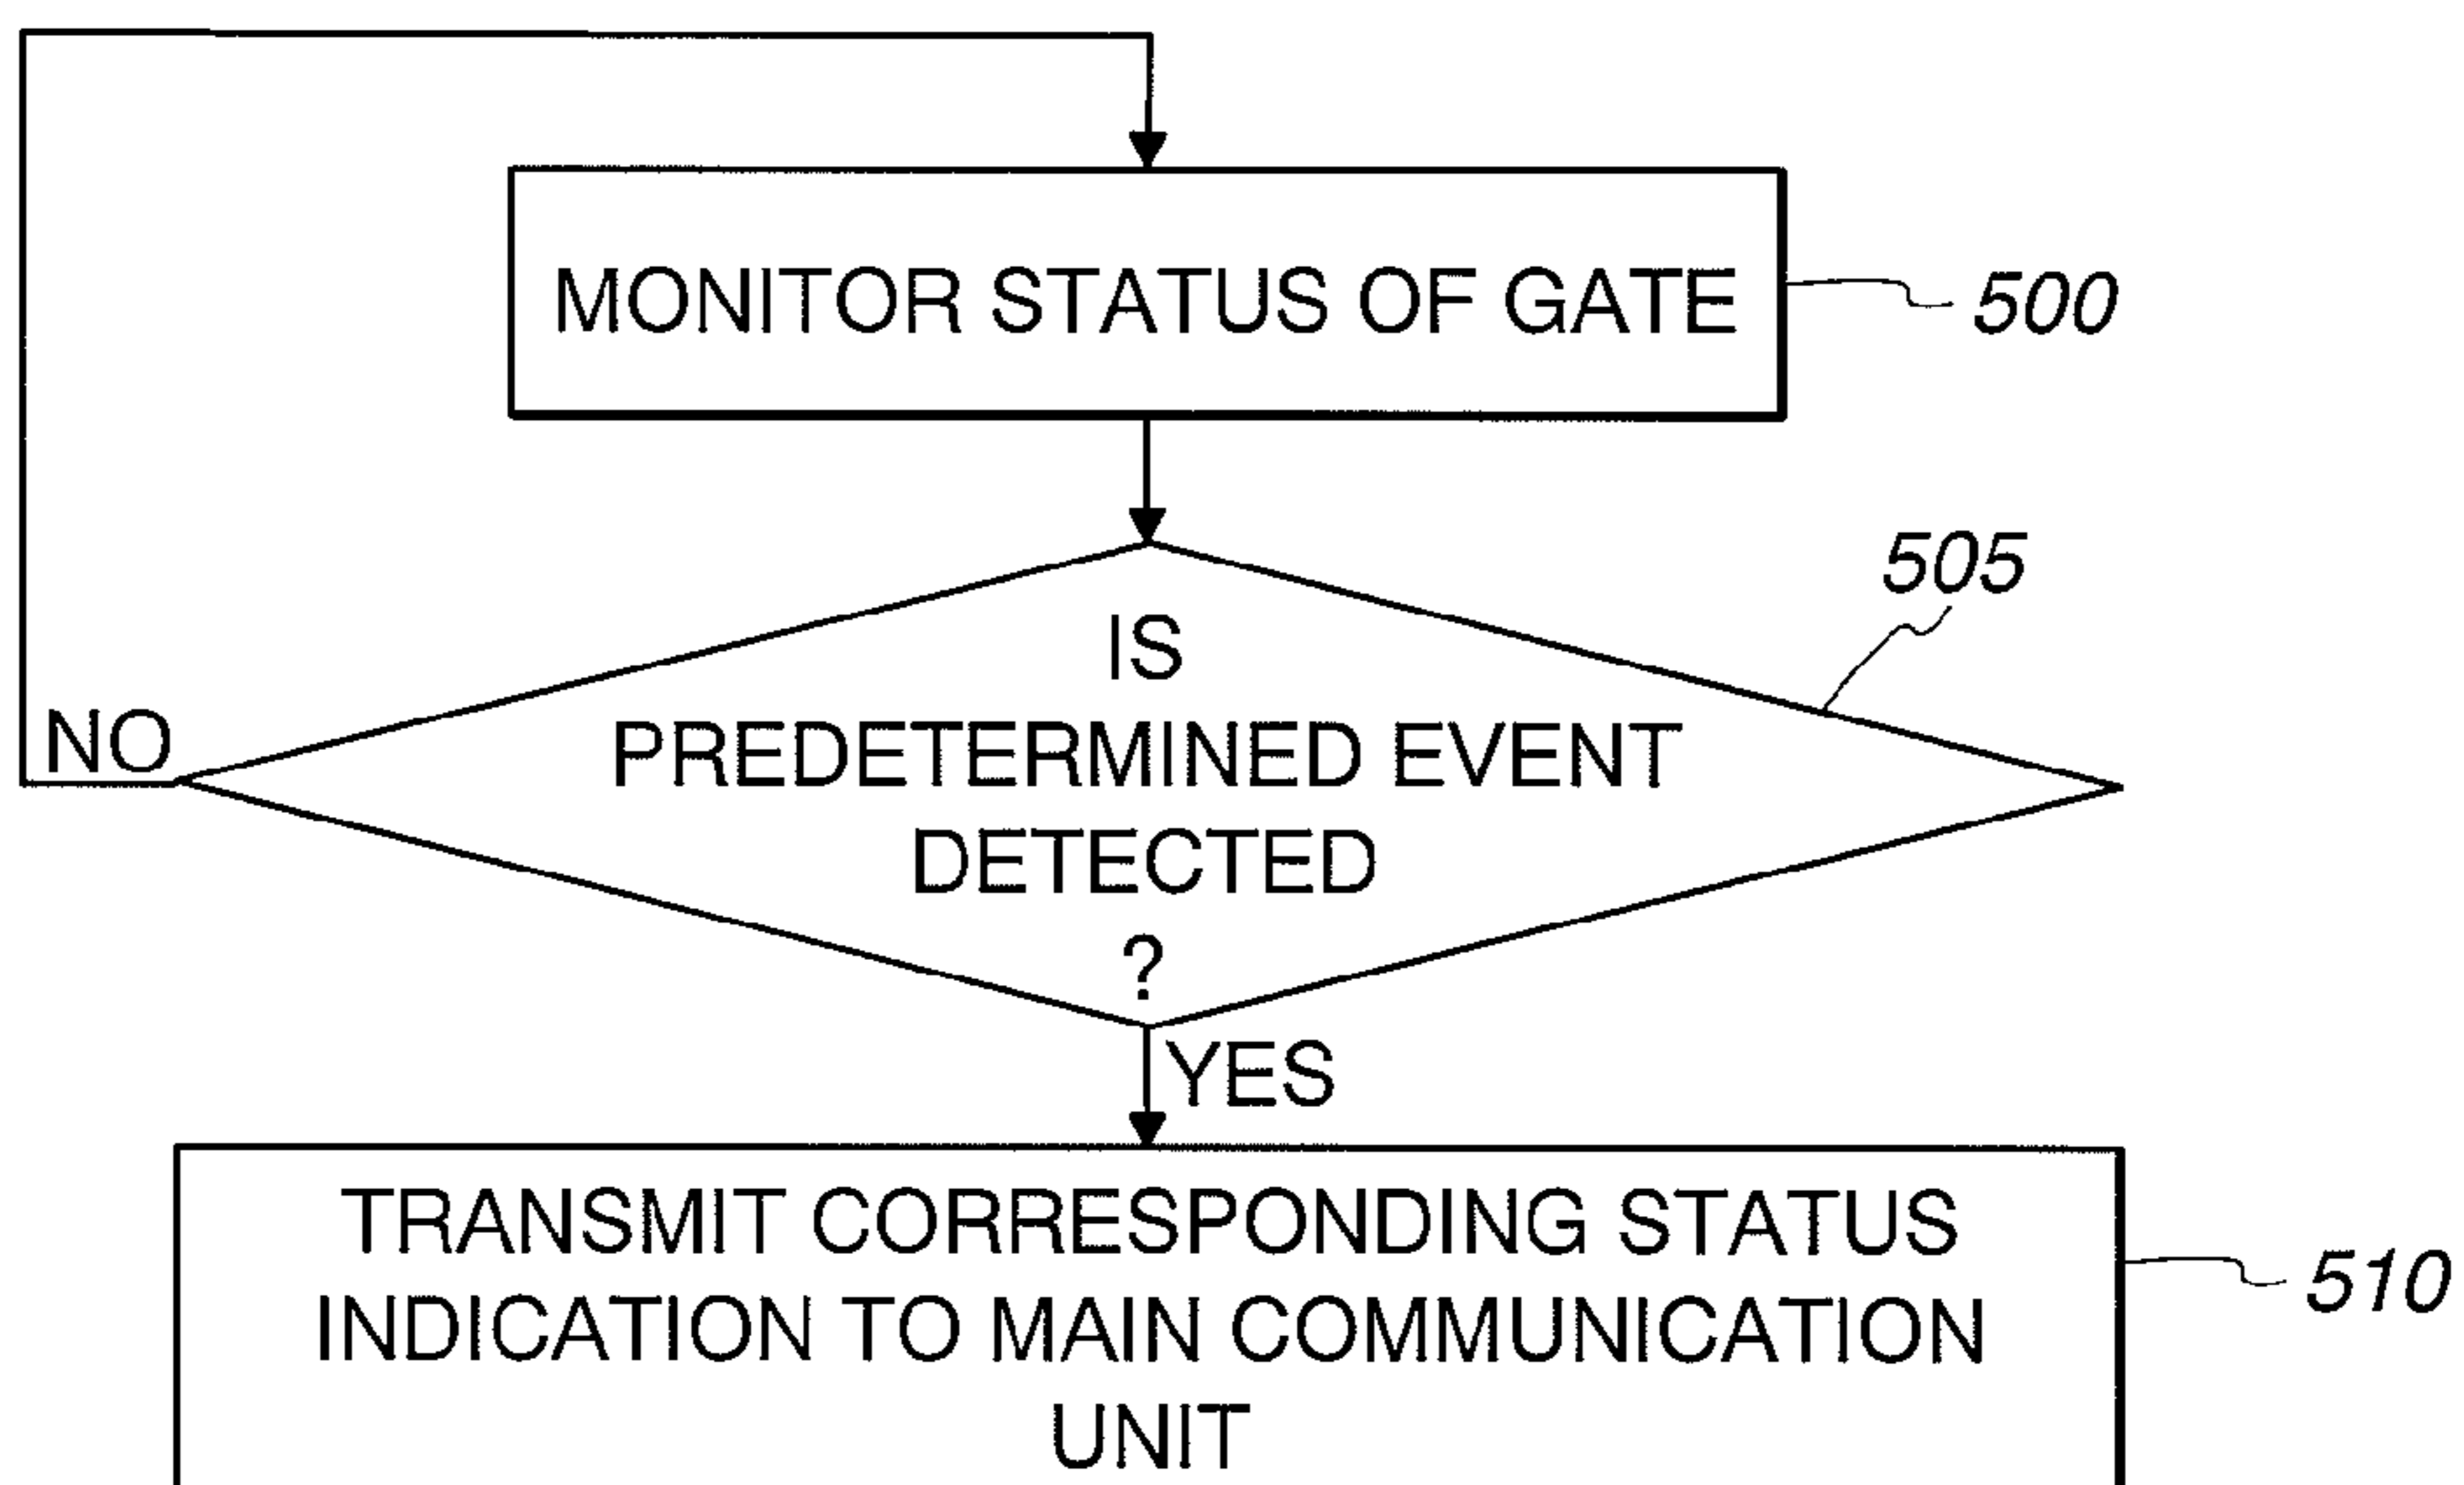 MONITOR STATUS OF GATE
500
505
IS
PREDETERMINED EVENT
DETECTED
?
NO
YES
TRANSMIT CORRESPONDING STATUS
INDICATION TO MAIN COMMUNICATION
UNIT
510